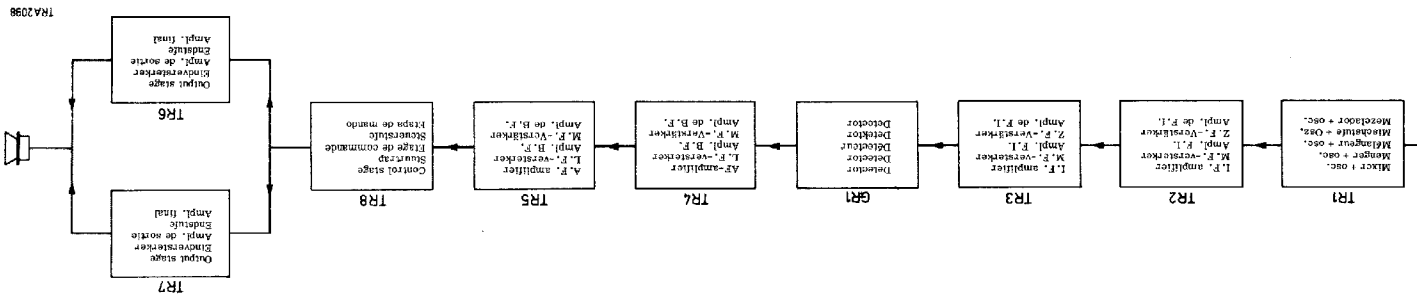 TR1
Mixer + osc.
Menger + osc.
Mélangeur + osc.
Mischstufe + osz.
Mezclador + osc.
TR2
I.F. amplifier
M.F.-versterker
Ampl. F.I.
Z.F.-Verstärker
Ampl. de F.I.
TR3
I.F. amplifier
M.F.-versterker
Ampl. F.I.
Z.F.-Verstärker
Ampl. de F.I.
GR1
Detector
Detector
Detecteur
Detektor
Detector
TR4
AF-amplifier
L.F.-versterker
Ampl. B.F.
M.F.-Verstärker
Ampl. de B.F.
TR5
A.F. amplifier
L.F.-versterker
Ampl. B.F.
M.F.-Verstärker
Ampl. de B.F.
TR8
Control stage
Stuurtrap
Etage commande
Steuerstufe
Etapa de mando
TR7
Output stage
Eindversterker
Ampl. de sortie
Endstufe
Ampl. final
TR6
Output stage
Eindversterker
Ampl. de sortie
Endstufe
Ampl. final
TRA2098